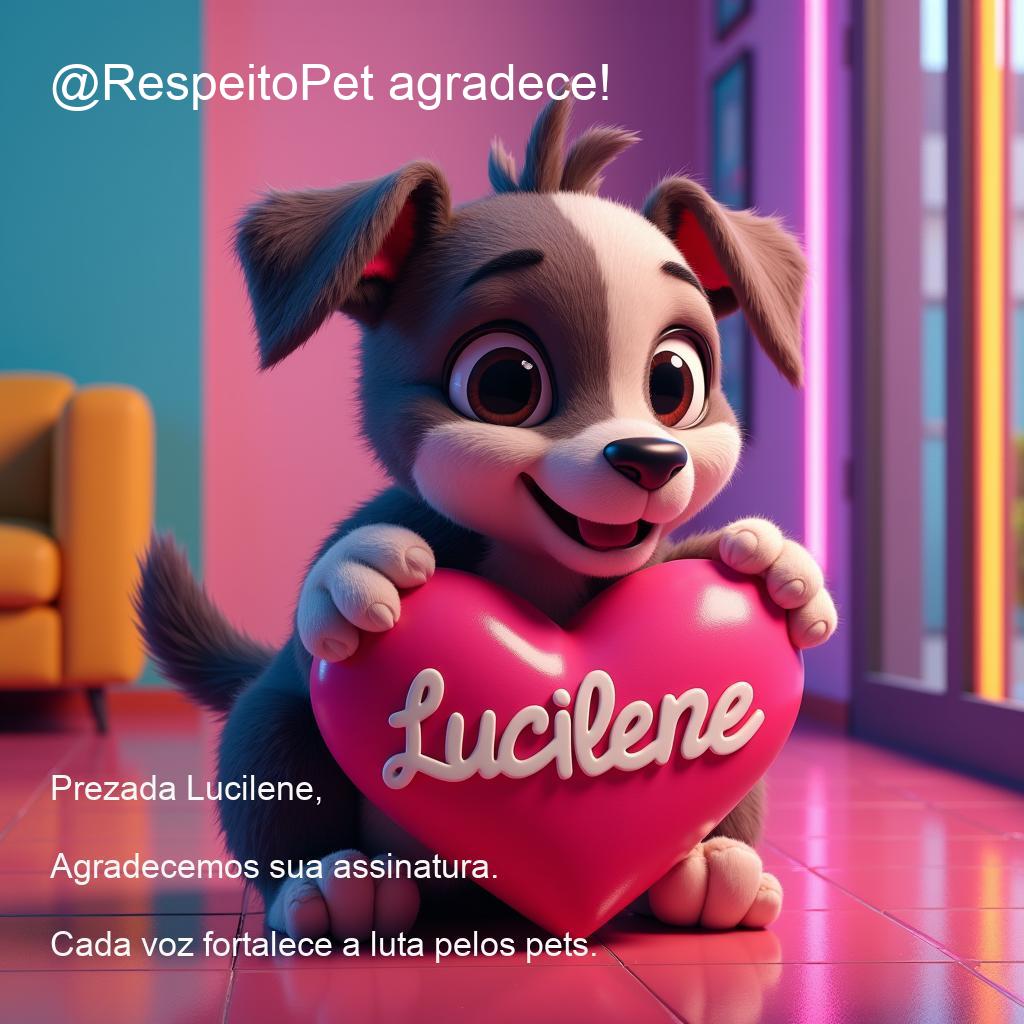 @RespeitoPet agradece!
Lucilene
Prezada Lucilene,
Agradecemos sua assinatura.
Cada voz fortalece a luta pelos pets.